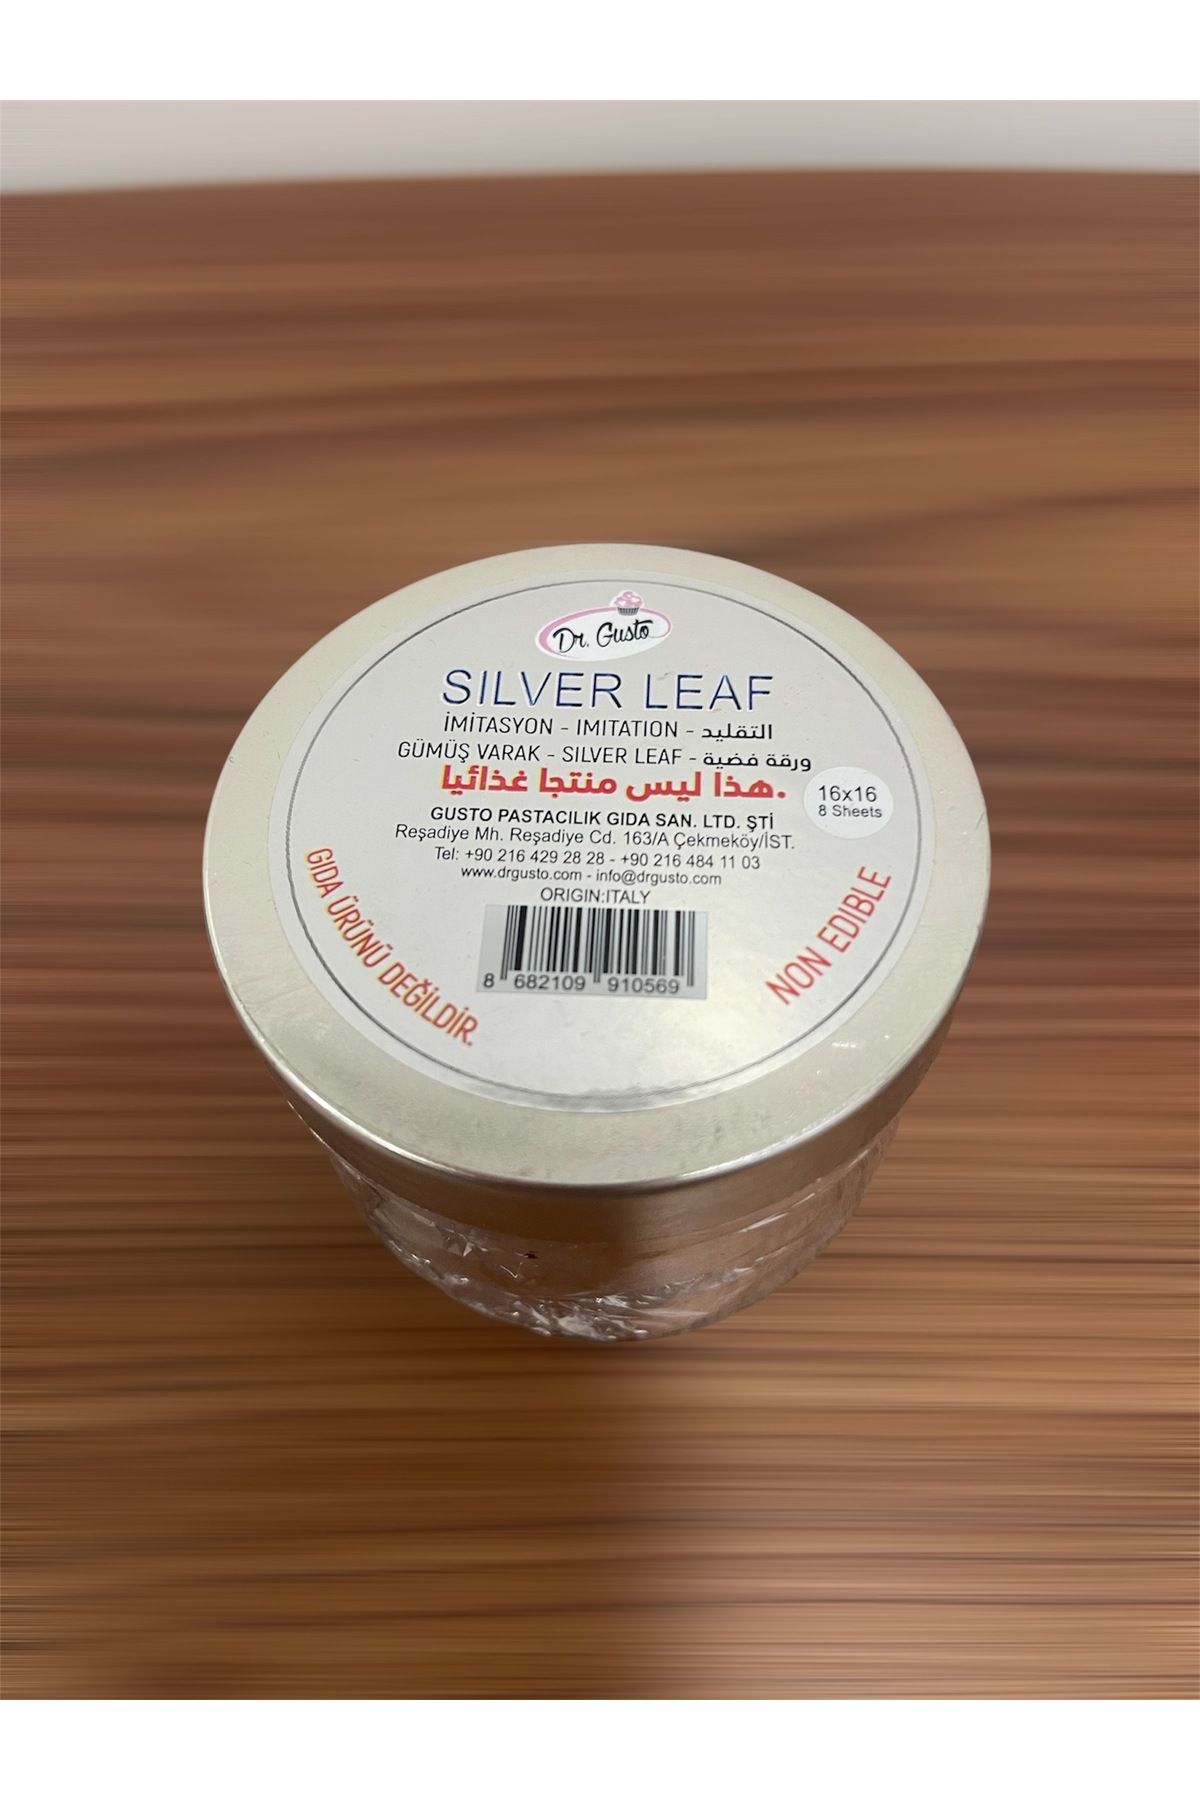 Dr. Gusto
SILVER LEAF
İMİTASYON - IMITATION - التقليد
GÜMÜŞ VARAK - SILVER LEAF - ورقة فضية
هذا ليس منتجا غذائيا.
16x16
8 Sheets
GUSTO PASTACILIK GIDA SAN. LTD. ŞTİ
Reşadiye Mh. Reşadiye Cd. 163/A Çekmeköy/İST.
Tel: +90 216 429 28 28 - +90 216 484 11 03
www.drgusto.com - info@drgusto.com
ORIGIN:ITALY
8 682109 910569
GIDA ÜRÜNÜ DEĞİLDİR.
NON EDIBLE